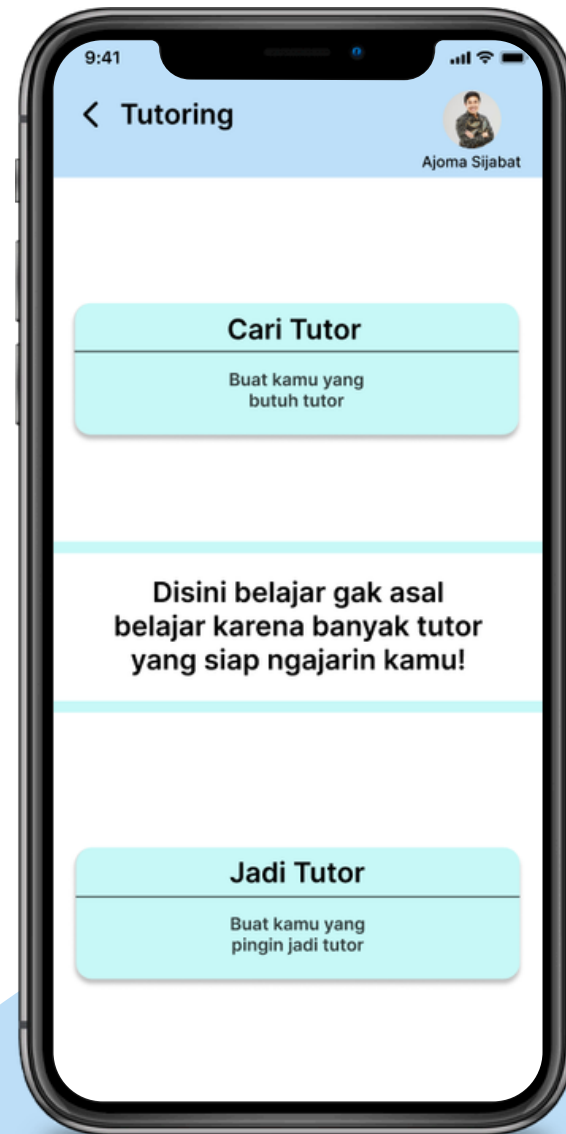 9:41
Tutoring
Ajoma Sijabat
Cari Tutor
Buat kamu yang
butuh tutor
Disini belajar gak asal
belajar karena banyak tutor
yang siap ngajarin kamu!
Jadi Tutor
Buat kamu yang
pingin jadi tutor